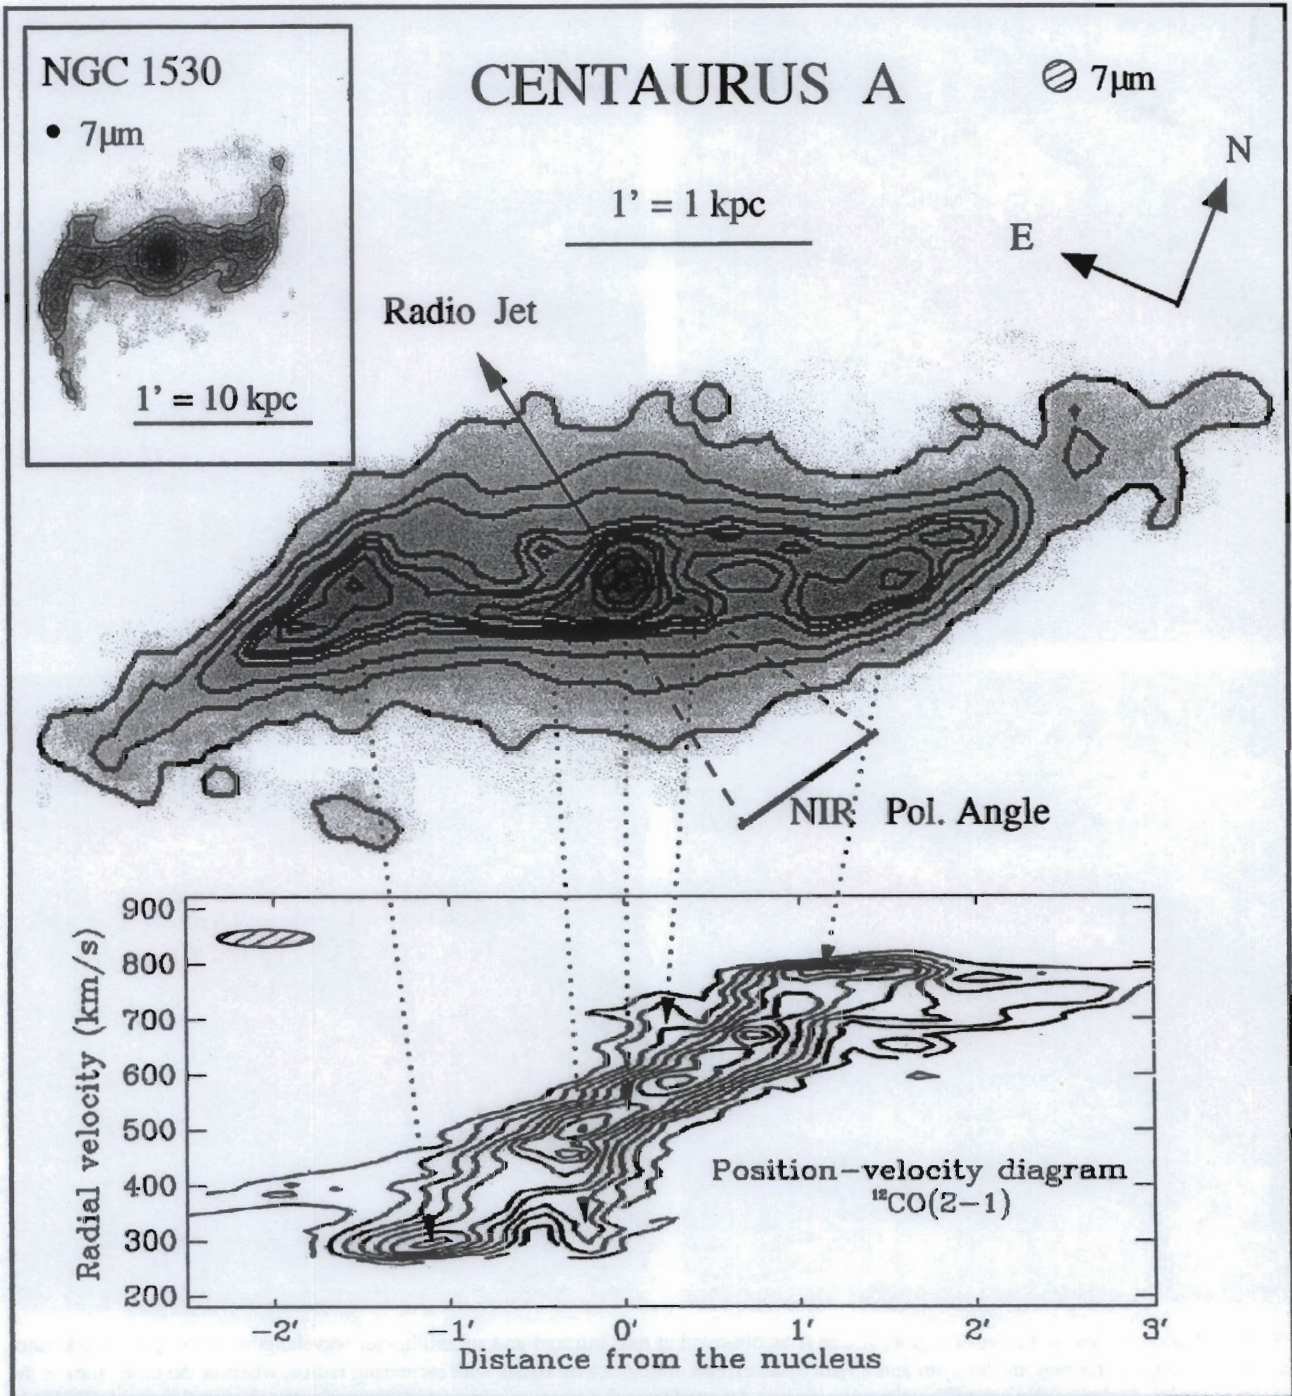 NGC 1530
7μm
1' = 10 kpc
CENTAURUS A
7μm
1' = 1 kpc
N
E
Radio Jet
NIR Pol. Angle
900
800
700
600
500
400
300
200
Radial velocity (km/s)
Position-velocity diagram
¹²CO(2-1)
-2' -1' 0' 1' 2' 3'
Distance from the nucleus